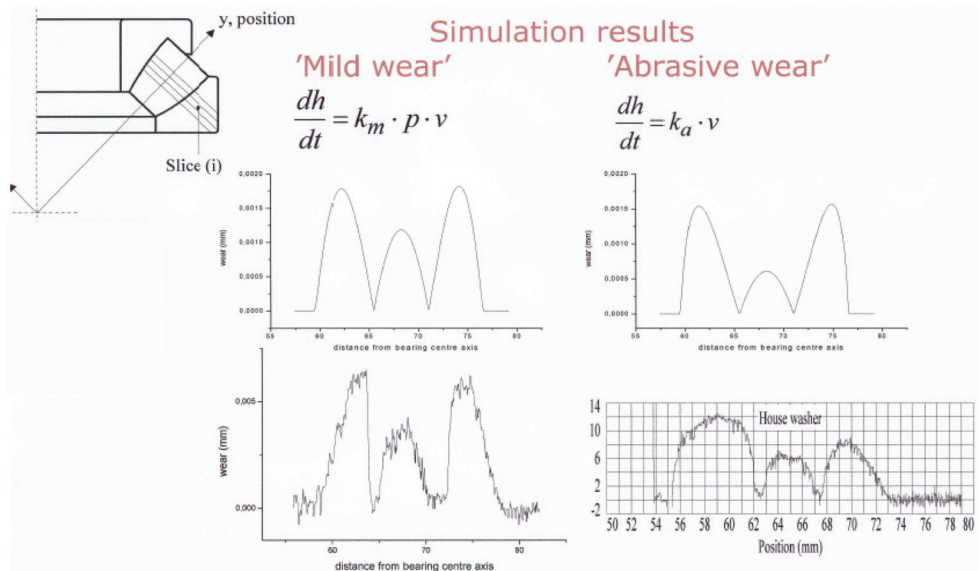 y, position
Slice (i)
Simulation results
'Mild wear'
dh/dt = k_m · p · v
'Abrasive wear'
dh/dt = k_a · v
0,0020
0,0015
0,0010
0,0005
0,0000
wear (mm)
55 60 65 70 75 80
distance from bearing centre axis
0,0020
0,0015
0,0010
0,0005
0,0000
wear (mm)
55 60 65 70 75 80
distance from bearing centre axis
0,005
0,000
wear (mm)
60 70 80
distance from bearing centre axis
House washer
14
10
6
2
-2
50 52 54 56 58 60 62 64 66 68 70 72 74 76 78 80
Position (mm)